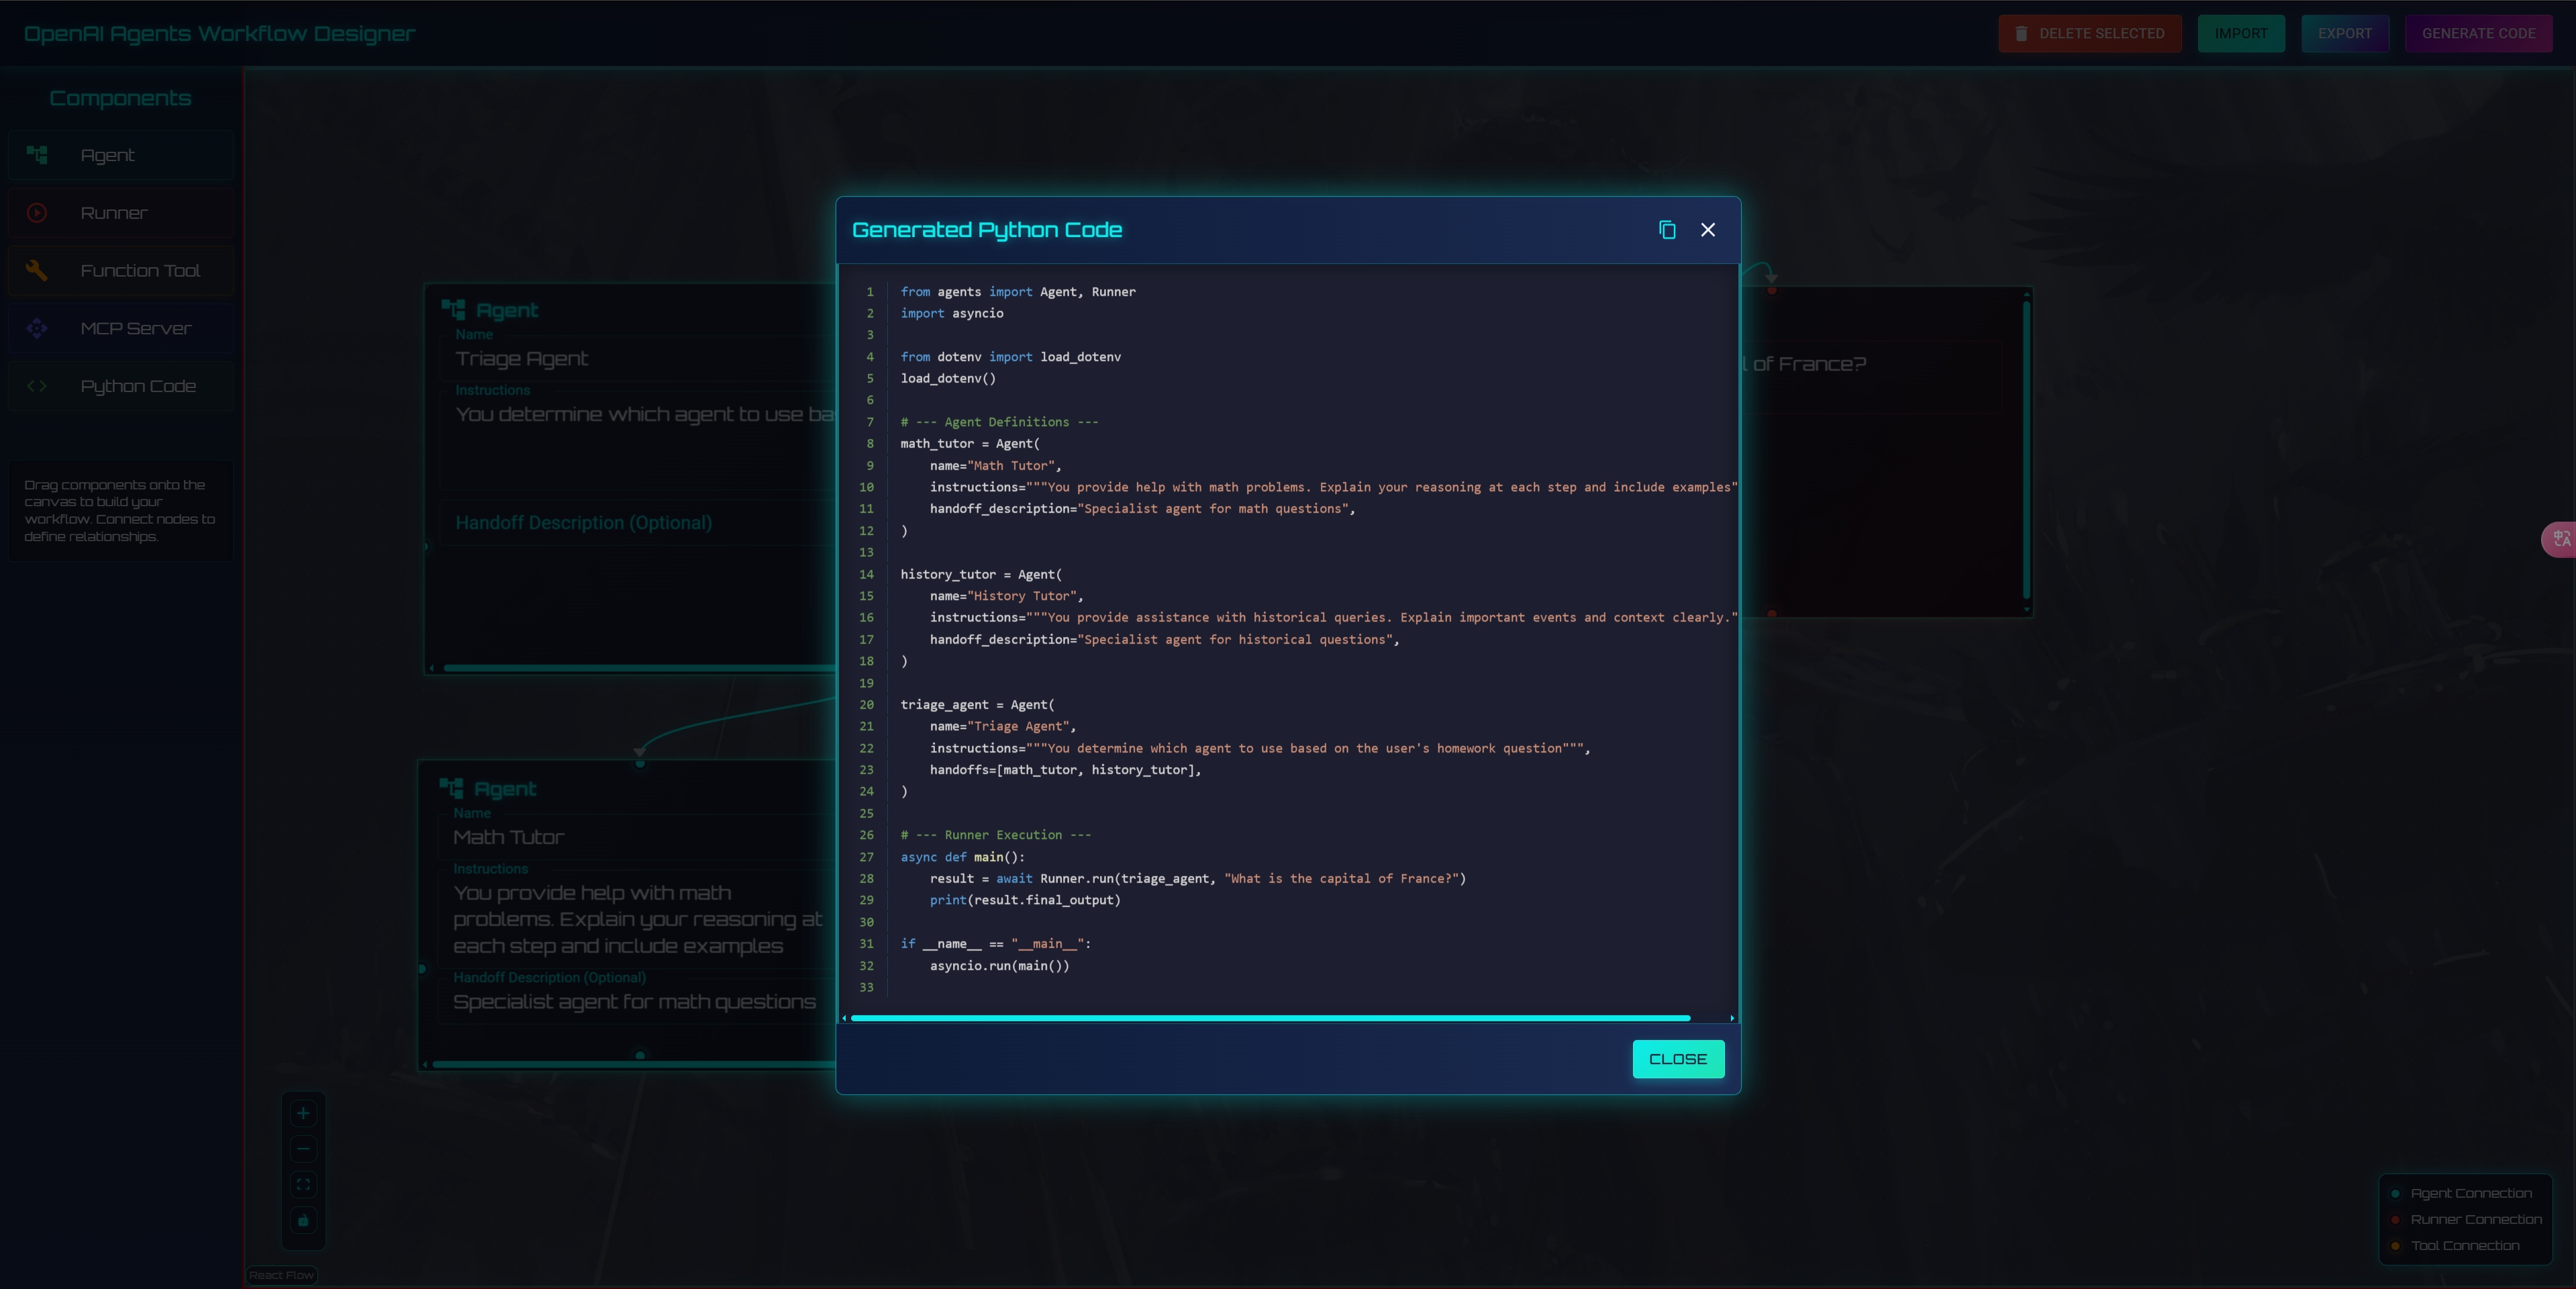 OpenAI Agents Workflow Designer
DELETE SELECTED
IMPORT
EXPORT
GENERATE CODE
Components
Agent
Runner
Function Tool
MCP Server
Python Code
Drag components onto the
canvas to build your
workflow. Connect nodes to
define relationships.
Agent
Name
Triage Agent
Instructions
You determine which agent to use ba
Handoff Description (Optional)
Agent
Name
Math Tutor
Instructions
You provide help with math
problems. Explain your reasoning at
each step and include examples
Handoff Description (Optional)
Specialist agent for math questions
Generated Python Code
1 from agents import Agent, Runner
2 import asyncio
3
4 from dotenv import load_dotenv
5 load_dotenv()
6
7 # --- Agent Definitions ---
8 math_tutor = Agent(
9     name="Math Tutor",
10     instructions="""You provide help with math problems. Explain your reasoning at each step and include examples"
11     handoff_description="Specialist agent for math questions",
12 )
13
14 history_tutor = Agent(
15     name="History Tutor",
16     instructions="""You provide assistance with historical queries. Explain important events and context clearly."
17     handoff_description="Specialist agent for historical questions",
18 )
19
20 triage_agent = Agent(
21     name="Triage Agent",
22     instructions="""You determine which agent to use based on the user's homework question""",
23     handoffs=[math_tutor, history_tutor],
24 )
25
26 # --- Runner Execution ---
27 async def main():
28     result = await Runner.run(triage_agent, "What is the capital of France?")
29     print(result.final_output)
30
31 if __name__ == "__main__":
32     asyncio.run(main())
33
CLOSE
l of France?
中A
Agent Connection
Runner Connection
Tool Connection
React Flow